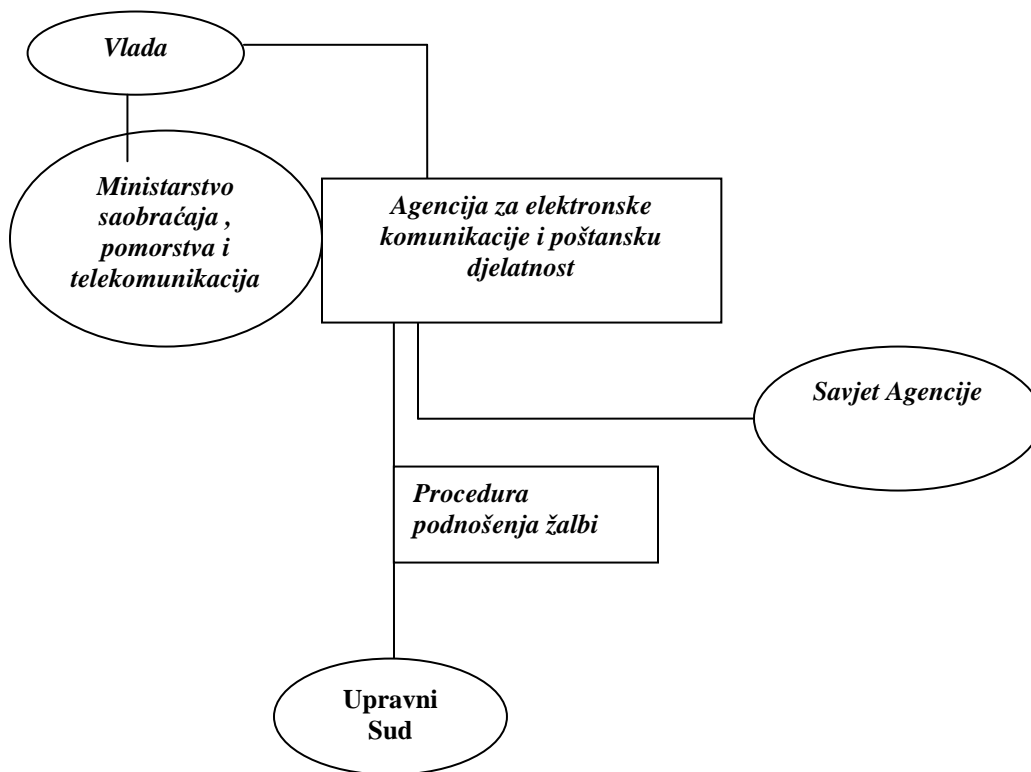 Vlada
Ministarstvo
saobraćaja ,
pomorstva i
telekomunikacija
Agencija za elektronske
komunikacije i poštansku
djelatnost
Savjet Agencije
Procedura
podnošenja žalbi
Upravni
Sud